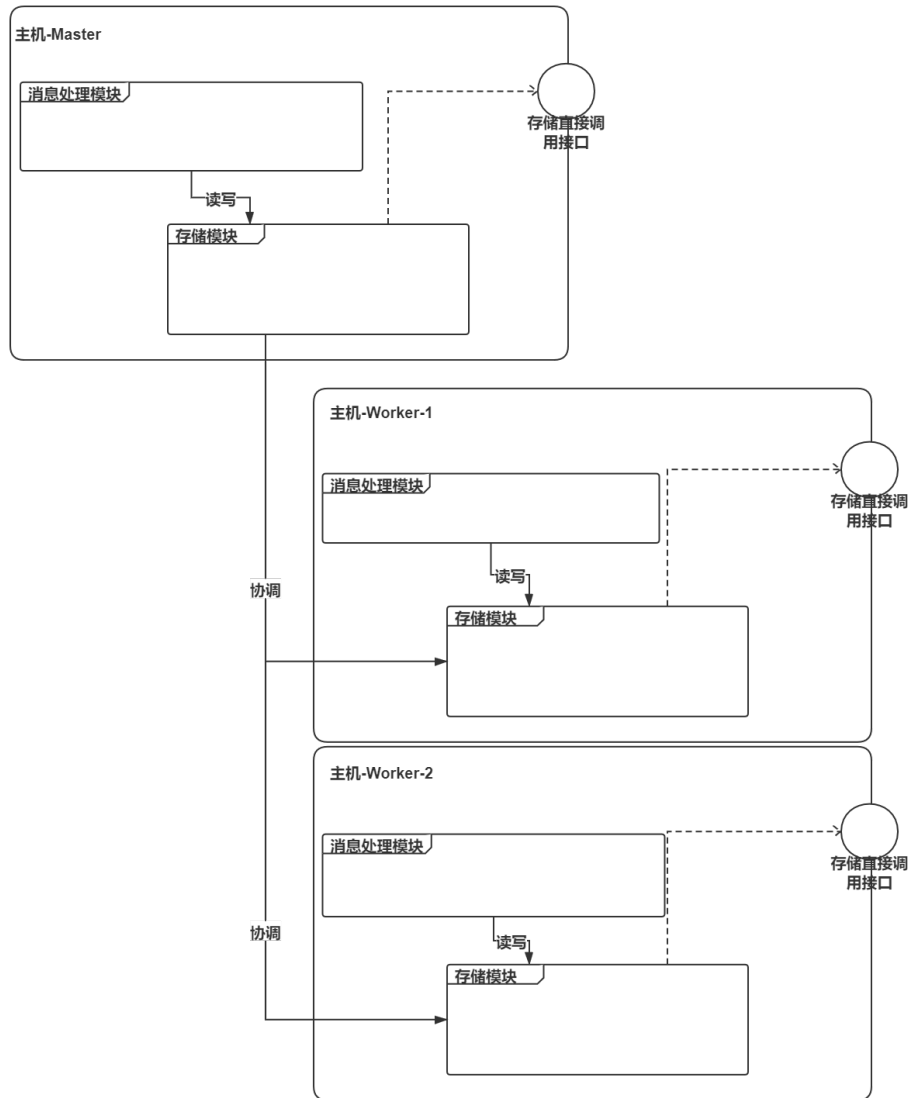 主机-Master
消息处理模块
存储直接调
用接口
读写
存储模块
主机-Worker-1
消息处理模块
存储直接调
用接口
读写
协调
存储模块
主机-Worker-2
消息处理模块
存储直接调
用接口
协调
读写
存储模块